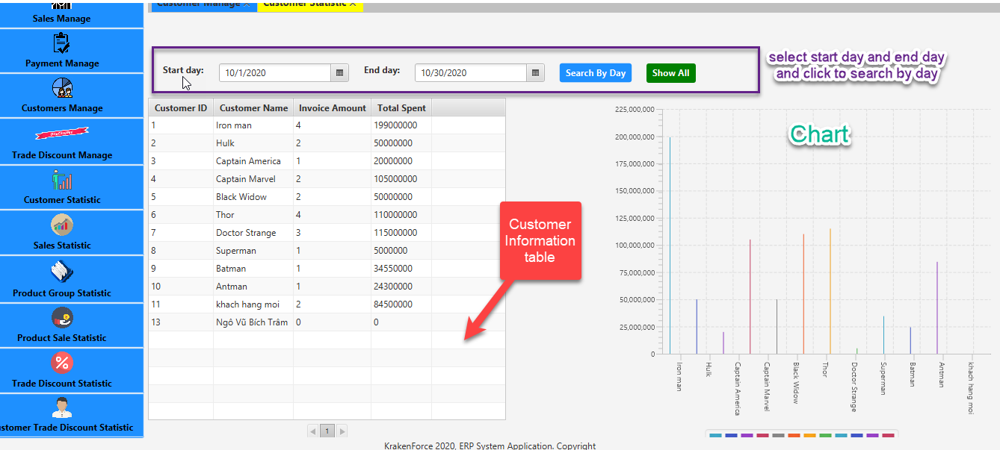 Customer Manage ×
Customer Statistic ×
Sales Manage
Payment Manage
Customers Manage
DISCOUNT
Trade Discount Manage
Customer Statistic
Sales Statistic
Product Group Statistic
Product Sale Statistic
%
Trade Discount Statistic
stomer Trade Discount Statistic
Start day: 10/1/2020 End day: 10/30/2020 Search By Day Show All
select start day and end day
and click to search by day
Customer ID Customer Name Invoice Amount Total Spent
1 Iron man 4 199000000
2 Hulk 2 50000000
3 Captain America 1 20000000
4 Captain Marvel 2 105000000
5 Black Widow 2 50000000
6 Thor 4 110000000
7 Doctor Strange 3 115000000
8 Superman 1 5000000
9 Batman 1 34550000
10 Antman 1 24300000
11 khach hang moi 2 84500000
13 Ngô Vũ Bích Trâm 0 0
1
Customer
Information
table
Chart
225,000,000
200,000,000
175,000,000
150,000,000
125,000,000
100,000,000
75,000,000
50,000,000
25,000,000
0
Iron man
Hulk
Captain America
Captain Marvel
Black Widow
Thor
Doctor Strange
Superman
Batman
Antman
khach hang moi
KrakenForce 2020, ERP System Application. Copyright